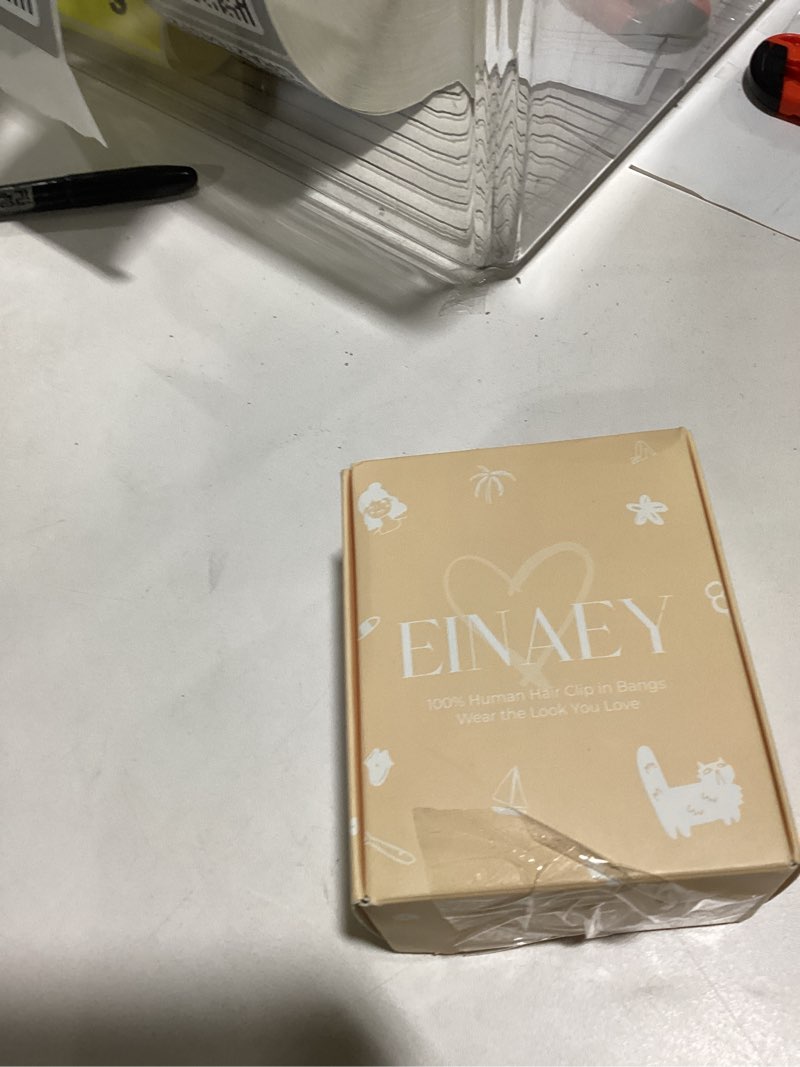 EINAEY
100% Human Hair Clip in Bangs
Wear the Look You Love